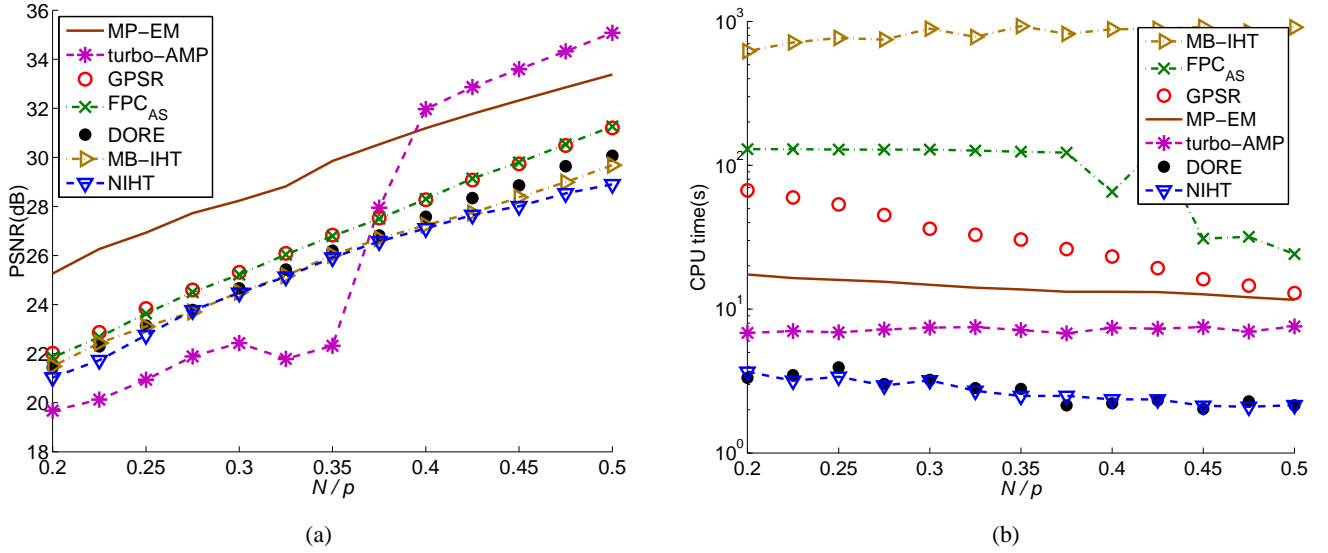 36
34
32
30
28
26
24
22
20
18
PSNR(dB)
MP-EM
turbo-AMP
GPSR
FPC_AS
DORE
MB-IHT
NIHT
0.2 0.25 0.3 0.35 0.4 0.45 0.5
N / p
(a)
10^3
10^2
10^1
10^0
CPU time(s)
MB-IHT
FPC_AS
GPSR
MP-EM
turbo-AMP
DORE
NIHT
0.2 0.25 0.3 0.35 0.4 0.45 0.5
N / p
(b)